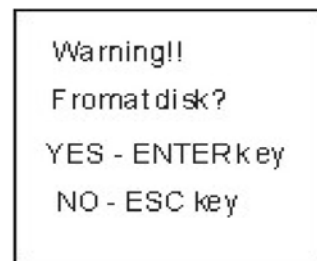 Warning!!
Fromat disk?
YES - ENTER key
NO - ESC key